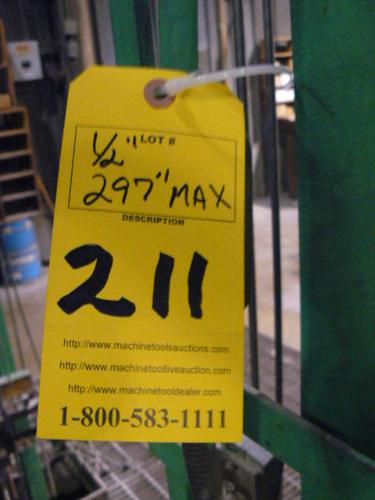 1/2" LOT #
297" MAX
DESCRIPTION
211
http://www.machinetoolsauctions.com
http://www.machinetoolliveauction.com
http://www.machinetooldealer.com
1-800-583-1111